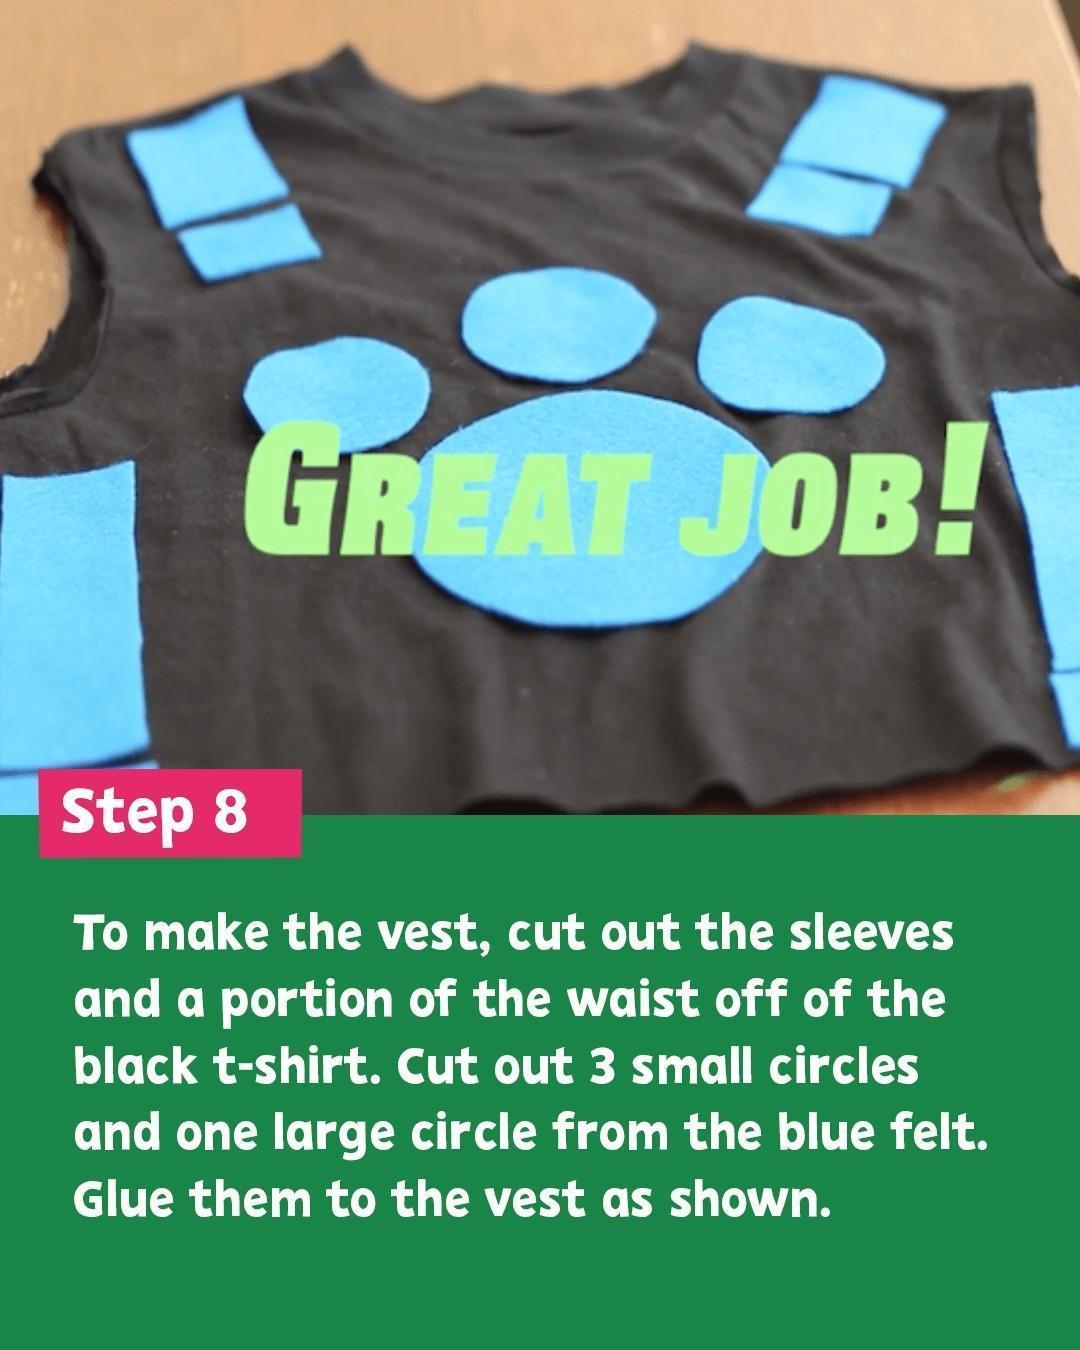 GREAT JOB!
Step 8
To make the vest, cut out the sleeves
and a portion of the waist off of the
black t-shirt. Cut out 3 small circles
and one large circle from the blue felt.
Glue them to the vest as shown.